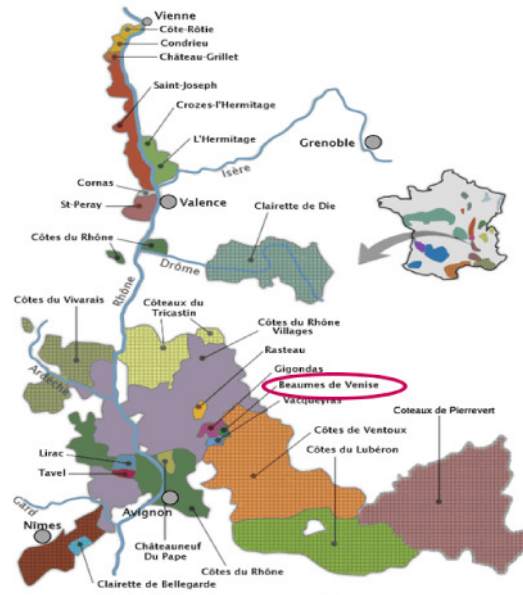 Vienne
Côte-Rôtie
Condrieu
Château-Grillet
Saint-Joseph
Crozes-l'Hermitage
L'Hermitage
Grenoble
Isère
Cornas
St-Peray
Valence
Clairette de Die
Côtes du Rhône
Drôme
Rhône
Côtes du Vivarais
Côteaux du
Tricastin
Côtes du Rhône
Villages
Rasteau
Gigondas
Beaumes de Venise
Vacqueyras
Ardèche
Côteaux de Pierrevert
Côtes de Ventoux
Côtes du Lubéron
Lirac
Tavel
Gard
Avignon
Nîmes
Châteauneuf
Du Pape
Côtes du Rhône
Clairette de Bellegarde